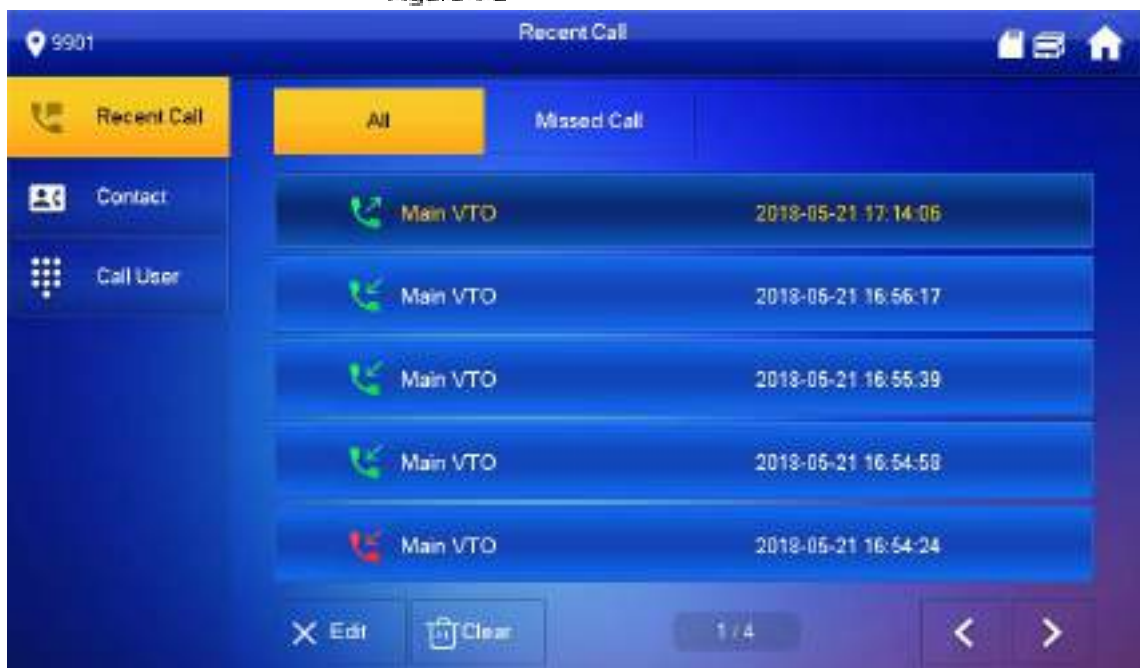 9901
Recent Call
Recent Call
All
Missed Call
Contact
Call User
Main VTO 2018-05-21 17:14:06
Main VTO 2018-05-21 16:56:17
Main VTO 2018-05-21 16:55:39
Main VTO 2018-05-21 16:54:58
Main VTO 2018-05-21 16:54:24
Edit
Clear
1/4